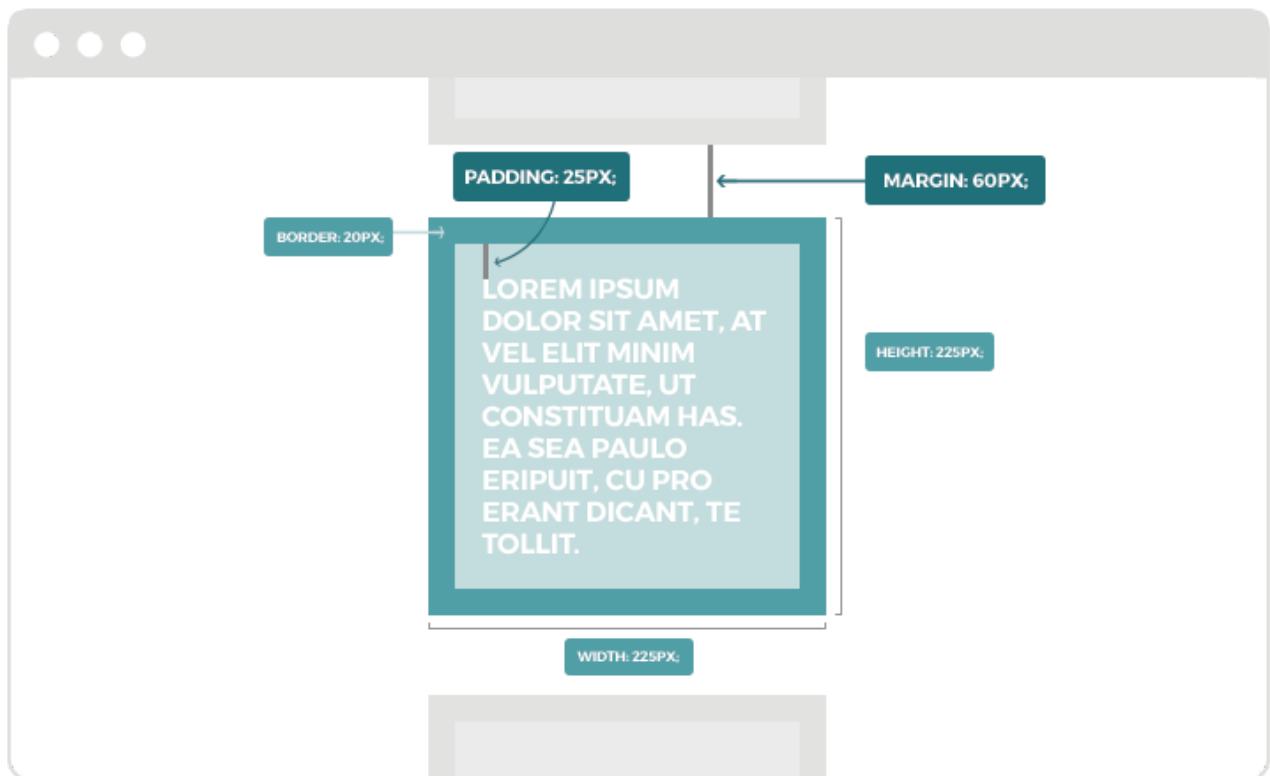 PADDING: 25PX;
MARGIN: 60PX;
BORDER: 20PX;
LOREM IPSUM
DOLOR SIT AMET, AT
VEL ELIT MINIM
VULPUTATE, UT
CONSTITUAM HAS.
EA SEA PAULO
ERIPUIT, CU PRO
ERANT DICANT, TE
TOLLIT.
HEIGHT: 225PX;
WIDTH: 225PX;